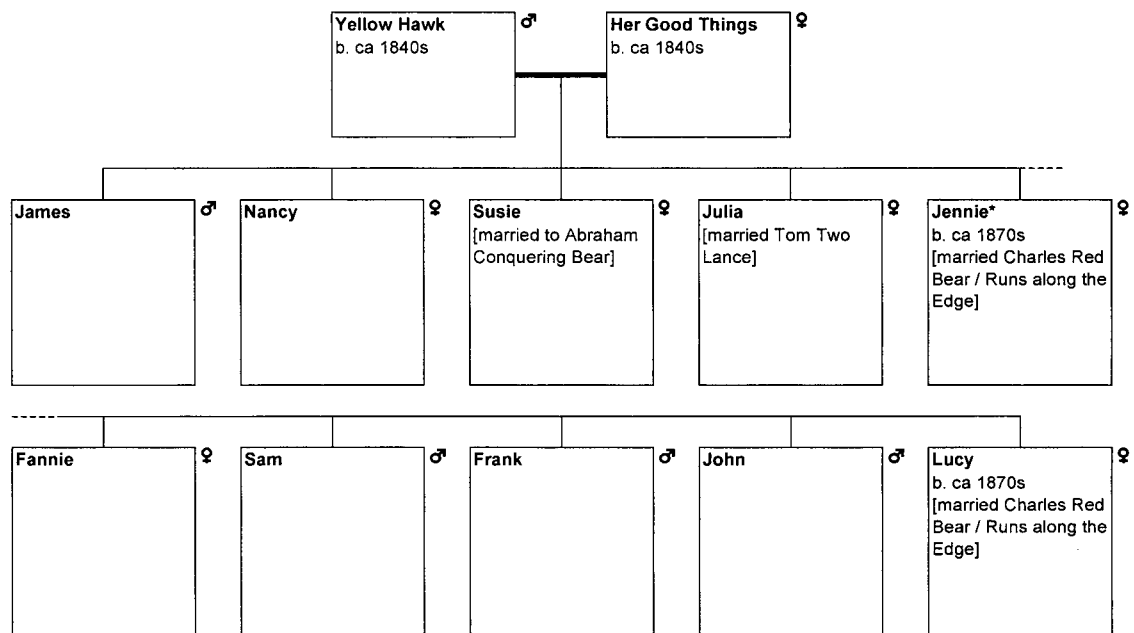 Yellow Hawk ♂
b. ca 1840s
Her Good Things ♀
b. ca 1840s
James ♂
Nancy ♀
Susie ♀
[married to Abraham
Conquering Bear]
Julia ♀
[married Tom Two
Lance]
Jennie* ♀
b. ca 1870s
[married Charles Red
Bear / Runs along the
Edge]
Fannie ♀
Sam ♂
Frank ♂
John ♂
Lucy ♀
b. ca 1870s
[married Charles Red
Bear / Runs along the
Edge]